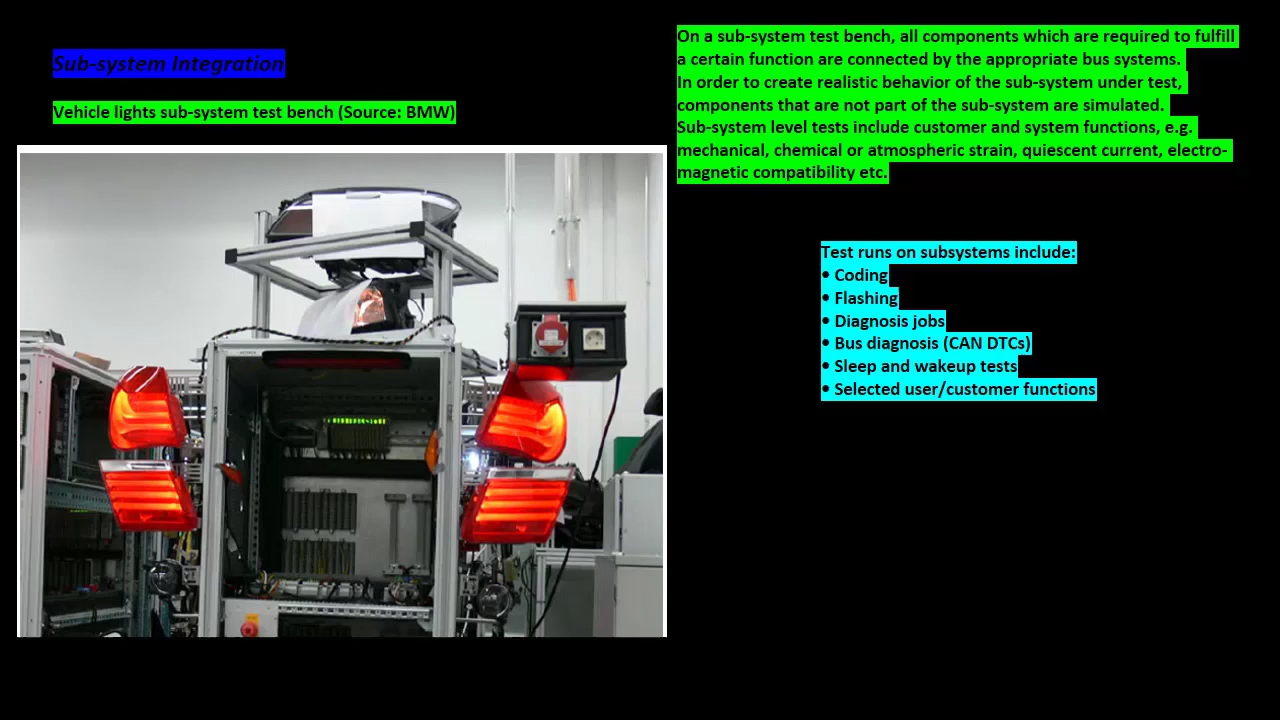 Sub-system Integration
Vehicle lights sub-system test bench (Source: BMW)
On a sub-system test bench, all components which are required to fulfill
a certain function are connected by the appropriate bus systems.
In order to create realistic behavior of the sub-system under test,
components that are not part of the sub-system are simulated.
Sub-system level tests include customer and system functions, e.g.
mechanical, chemical or atmospheric strain, quiescent current, electro-
magnetic compatibility etc.
Test runs on subsystems include:
• Coding
• Flashing
• Diagnosis jobs
• Bus diagnosis (CAN DTCs)
• Sleep and wakeup tests
• Selected user/customer functions